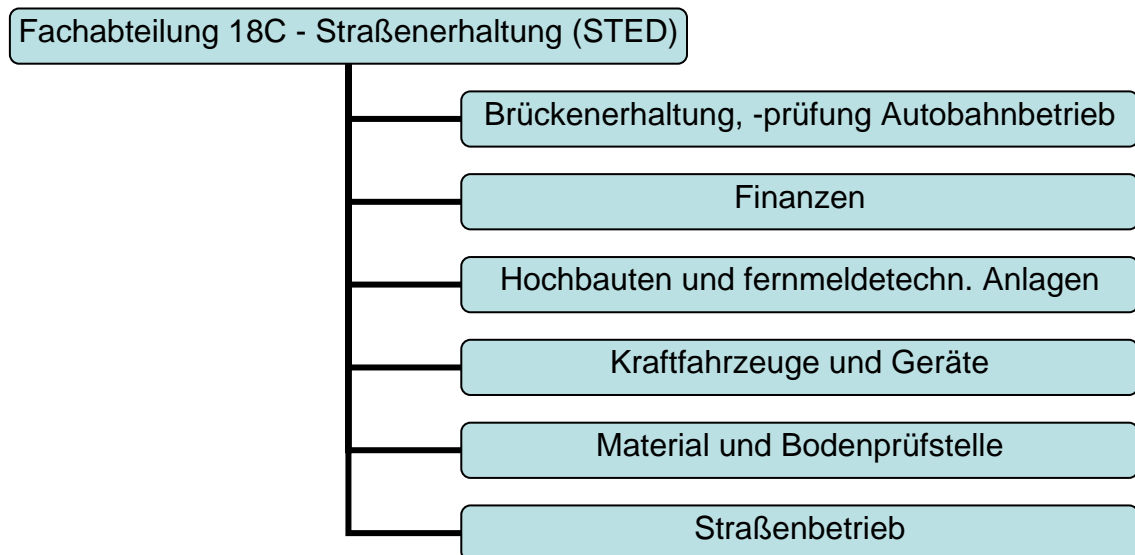 Fachabteilung 18C - Straßenerhaltung (STED)
Brückenerhaltung, -prüfung Autobahnbetrieb
Finanzen
Hochbauten und fernmeldetechn. Anlagen
Kraftfahrzeuge und Geräte
Material und Bodenprüfstelle
Straßenbetrieb